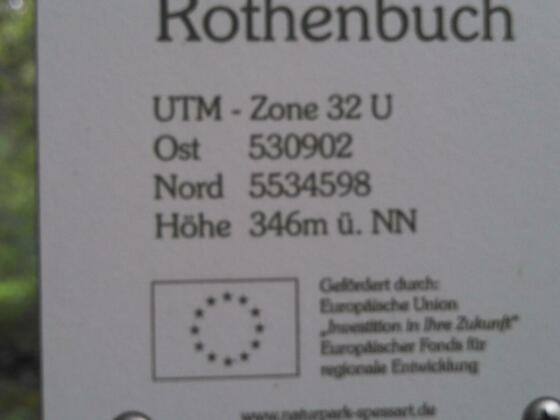 Rothenbuch
UTM - Zone 32 U
Ost 530902
Nord 5534598
Höhe 346m ü. NN
Gefördert durch:
Europäische Union
„Investition in Ihre Zukunft"
Europäischer Fonds für
regionale Entwicklung
www.naturpark-spessart.de